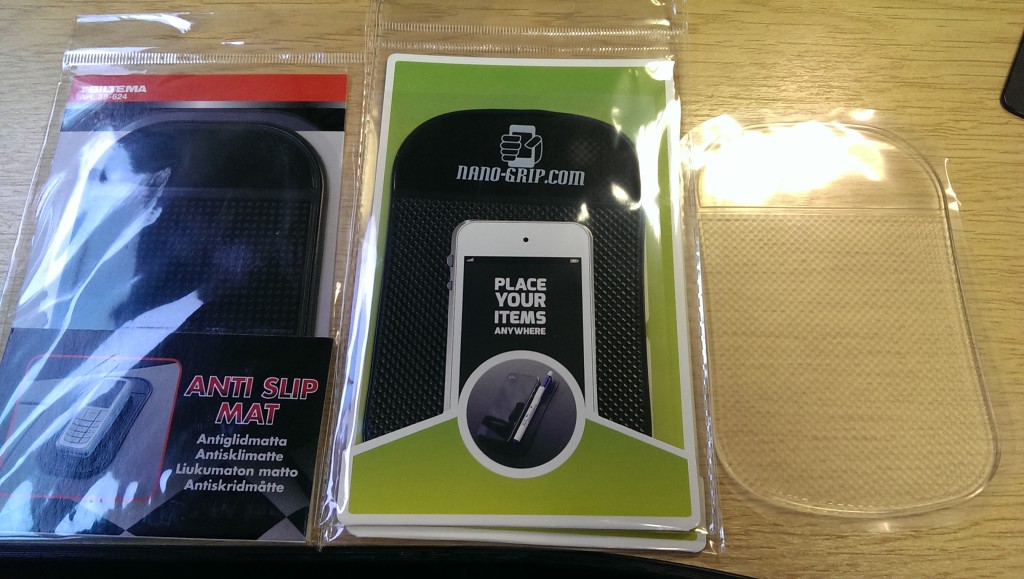 BILTEMA
ANTI SLIP
MAT
Antiglidmatta
Antisklimatte
Liukumaton matto
Antiskridmåtte
NANO-GRIP.COM
PLACE
YOUR
ITEMS
ANYWHERE